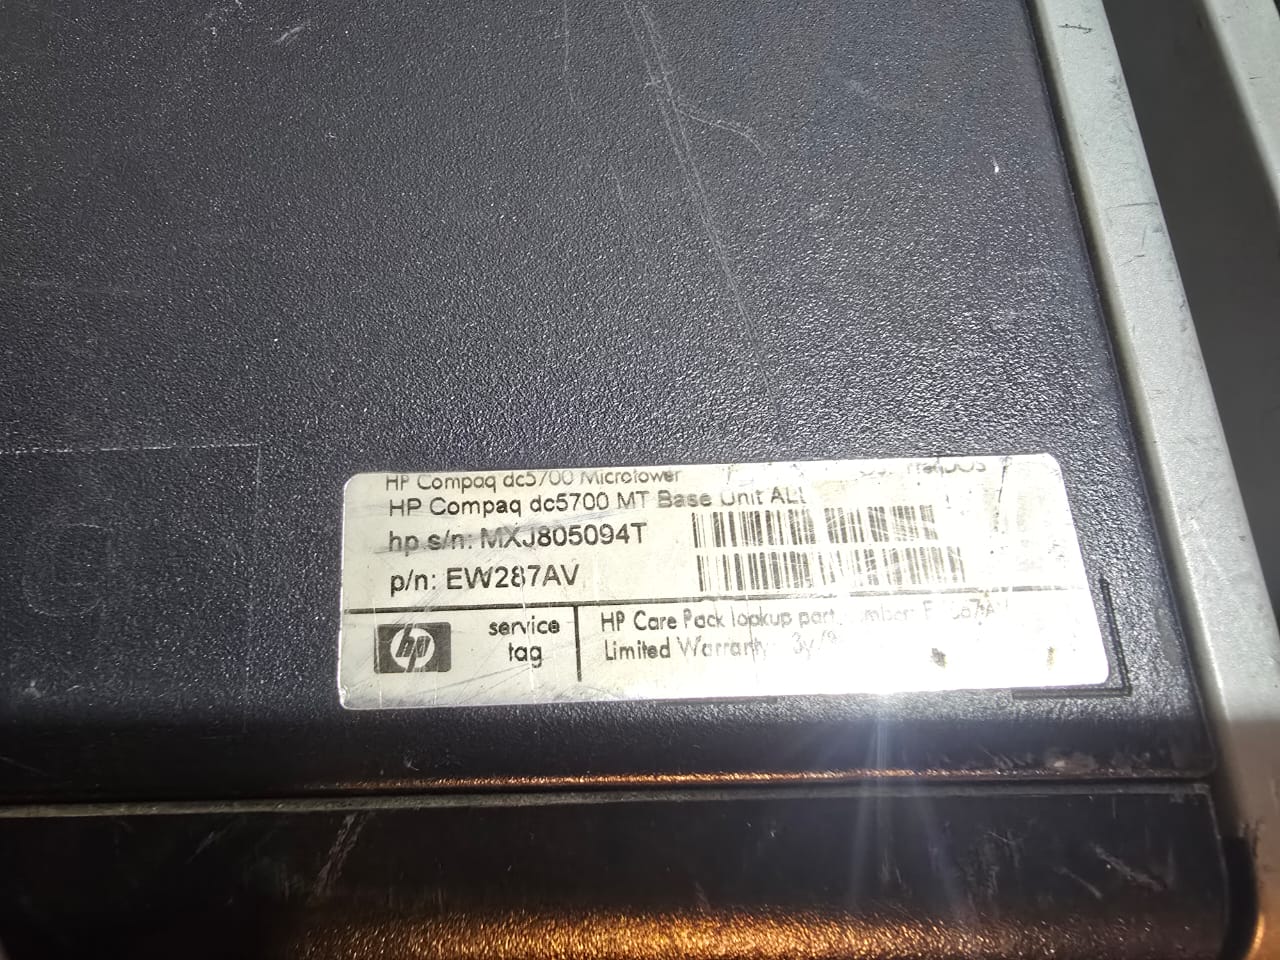 HP Compaq dc5700 Microtower
HP Compaq dc5700 MT Base Unit ALL
hp s/n: MXJ805094T
p/n: EW287AV
hp
service
tag
HP Care Pack lookup part
Limited Warranty